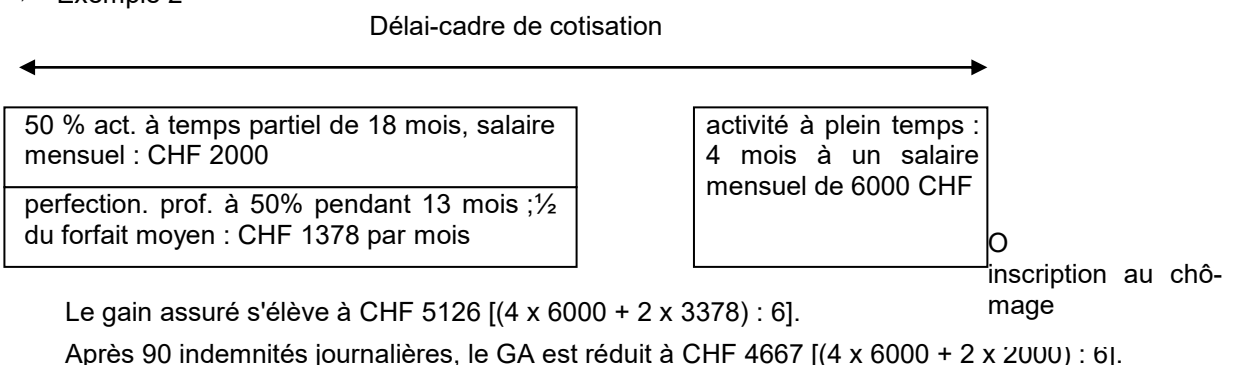 Exemple 2
Délai-cadre de cotisation
50 % act. à temps partiel de 18 mois, salaire
mensuel : CHF 2000
perfection. prof. à 50% pendant 13 mois ;½
du forfait moyen : CHF 1378 par mois
activité à plein temps :
4 mois à un salaire
mensuel de 6000 CHF
O
inscription au chô-
mage
Le gain assuré s'élève à CHF 5126 [(4 x 6000 + 2 x 3378) : 6].
Après 90 indemnités journalières, le GA est réduit à CHF 4667 [(4 x 6000 + 2 x 2000) : 6].